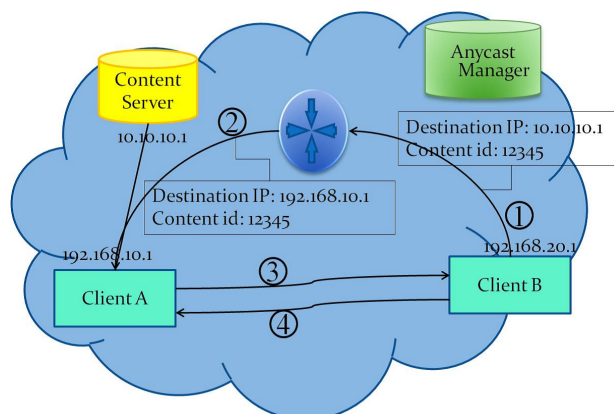 Content
Server
Anycast
Manager
10.10.10.1
②
Destination IP: 10.10.10.1
Content id: 12345
Destination IP: 192.168.10.1
Content id: 12345
①
192.168.10.1
192.168.20.1
③
Client A
Client B
④